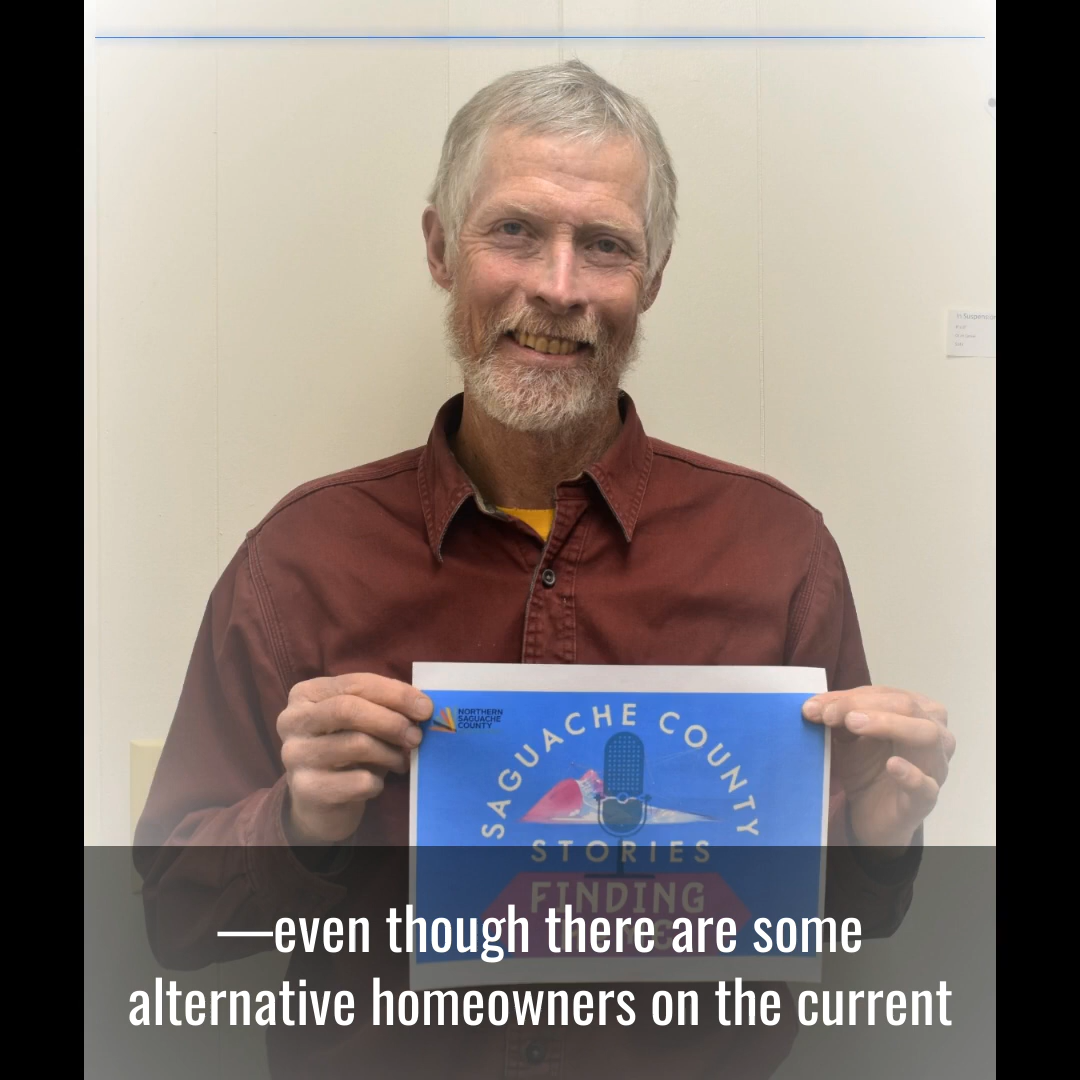 NORTHERN
SAGUACHE
COUNTY
SAGUACHE COUNTY
STORIES
FINDING
—even though there are some
alternative homeowners on the current